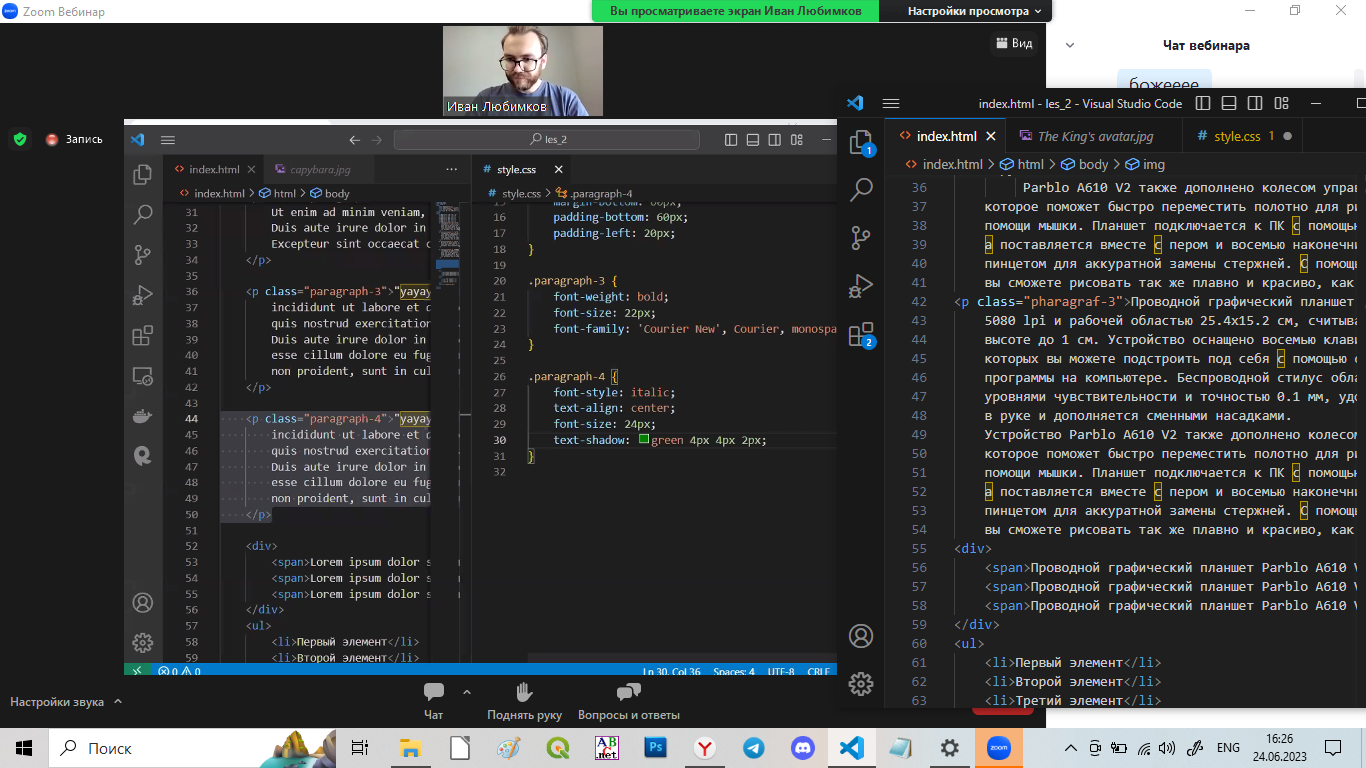 Zoom Вебинар
Вы просматриваете экран Иван Любимков
Настройки просмотра
Вид
Чат вебинара
божееее
Иван Любимков
Запись
les_2
index.html
capybara.jpg
style.css
index.html > html > body
style.css > .paragraph-4
31 Ut enim ad minim veniam,
32 Duis aute irure dolor in
33 Excepteur sint occaecat
34 </p>
35
36 <p class="paragraph-3">"yayay
37 incididunt ut labore et
38 quis nostrud exercitation
39 Duis aute irure dolor in
40 esse cillum dolore eu fug
41 non proident, sunt in cul
42 </p>
43
44 <p class="paragraph-4">"yayay
45 incididunt ut labore et
46 quis nostrud exercitation
47 Duis aute irure dolor in
48 esse cillum dolore eu fug
49 non proident, sunt in cul
50 </p>
51
52 <div>
53 <span>Lorem ipsum dolor
54 <span>Lorem ipsum dolor
55 <span>Lorem ipsum dolor
56 </div>
57 <ul>
58 <li>Первый элемент</li>
59 <li>Второй элемент</li>
15 margin-bottom: 60px;
16 padding-bottom: 60px;
17 padding-left: 20px;
18 }
19
20 .paragraph-3 {
21 font-weight: bold;
22 font-size: 22px;
23 font-family: 'Courier New', Courier, monospa
24 }
25
26 .paragraph-4 {
27 font-style: italic;
28 text-align: center;
29 font-size: 24px;
30 text-shadow: green 4px 4px 2px;
31 }
32
0 0
Ln 30, Col 36 Spaces: 4 UTF-8 CRLF
index.html - les_2 - Visual Studio Code
index.html
The King's avatar.jpg
style.css 1
index.html > html > body > img
1
2
36 Parblo A610 V2 также дополнено колесом управ
37 которое поможет быстро переместить полотно для ри
38 помощи мышки. Планшет подключается к ПК с помощью
39 а поставляется вместе с пером и восемью наконечни
40 пинцетом для аккуратной замены стержней. С помощь
41 вы сможете рисовать так же плавно и красиво, как
42 <p class="pharagraf-3">Проводной графический планшет
43 5080 lpi и рабочей областью 25.4x15.2 см, считыва
44 высоте до 1 см. Устройство оснащено восемью клави
45 которых вы можете подстроить под себя с помощью
46 программы на компьютере. Беспроводной стилус обла
47 уровнями чувствительности и точностью 0.1 мм, удо
48 в руке и дополняется сменными насадками.
49 Устройство Parblo A610 V2 также дополнено колесом
50 которое поможет быстро переместить полотно для ри
51 помощи мышки. Планшет подключается к ПК с помощью
52 а поставляется вместе с пером и восемью наконечни
53 пинцетом для аккуратной замены стержней. С помощь
54 вы сможете рисовать так же плавно и красиво, как
55 <div>
56 <span>Проводной графический планшет Parblo A610 V
57 <span>Проводной графический планшет Parblo A610 V
58 <span>Проводной графический планшет Parblo A610 V
59 </div>
60 <ul>
61 <li>Первый элемент</li>
62 <li>Второй элемент</li>
63 <li>Третий элемент</li>
Настройки звука
Чат
Поднять руку
Вопросы и ответы
Поиск
ENG
16:26
24.06.2023